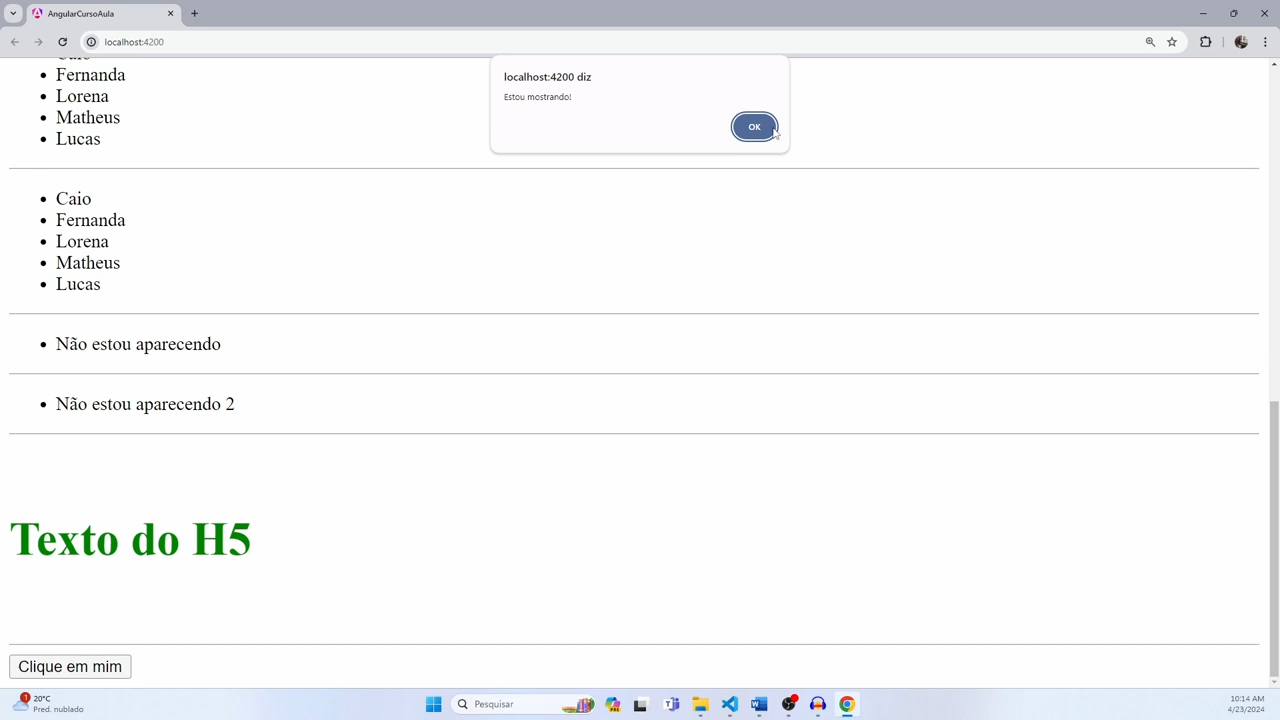 AngularCursoAula
localhost:4200
localhost:4200 diz
Estou mostrando!
OK
Fernanda
Lorena
Matheus
Lucas
Caio
Fernanda
Lorena
Matheus
Lucas
Não estou aparecendo
Não estou aparecendo 2
Texto do H5
Clique em mim
1
20°C
Pred. nublado
Pesquisar
10:14 AM
4/23/2024